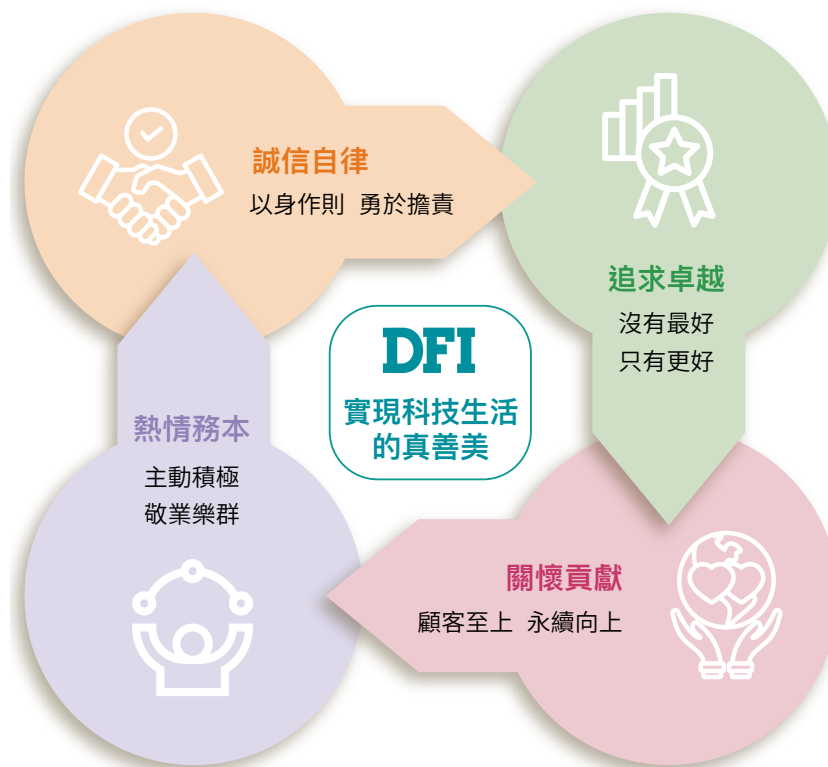 誠信自律
以身作則 勇於擔責
追求卓越
沒有最好
只有更好
DFI
實現科技生活
的真善美
熱情務本
主動積極
敬業樂群
關懷貢獻
顧客至上 永續向上